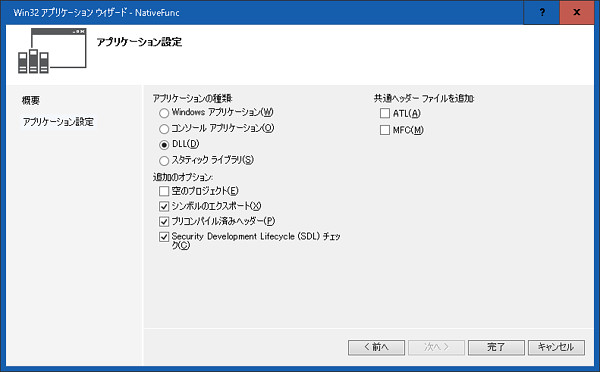 Win32 アプリケーション ウィザード - NativeFunc
?
x
アプリケーション設定
概要
アプリケーション設定
アプリケーションの種類:
Windows アプリケーション(W)
コンソール アプリケーション(O)
DLL(D)
スタティック ライブラリ(S)
追加のオプション:
空のプロジェクト(E)
シンボルのエクスポート(X)
プリコンパイル済みヘッダー(P)
Security Development Lifecycle (SDL) チェッ
ク(C)
共通ヘッダー ファイルを追加:
ATL(A)
MFC(M)
< 前へ
次へ >
完了
キャンセル